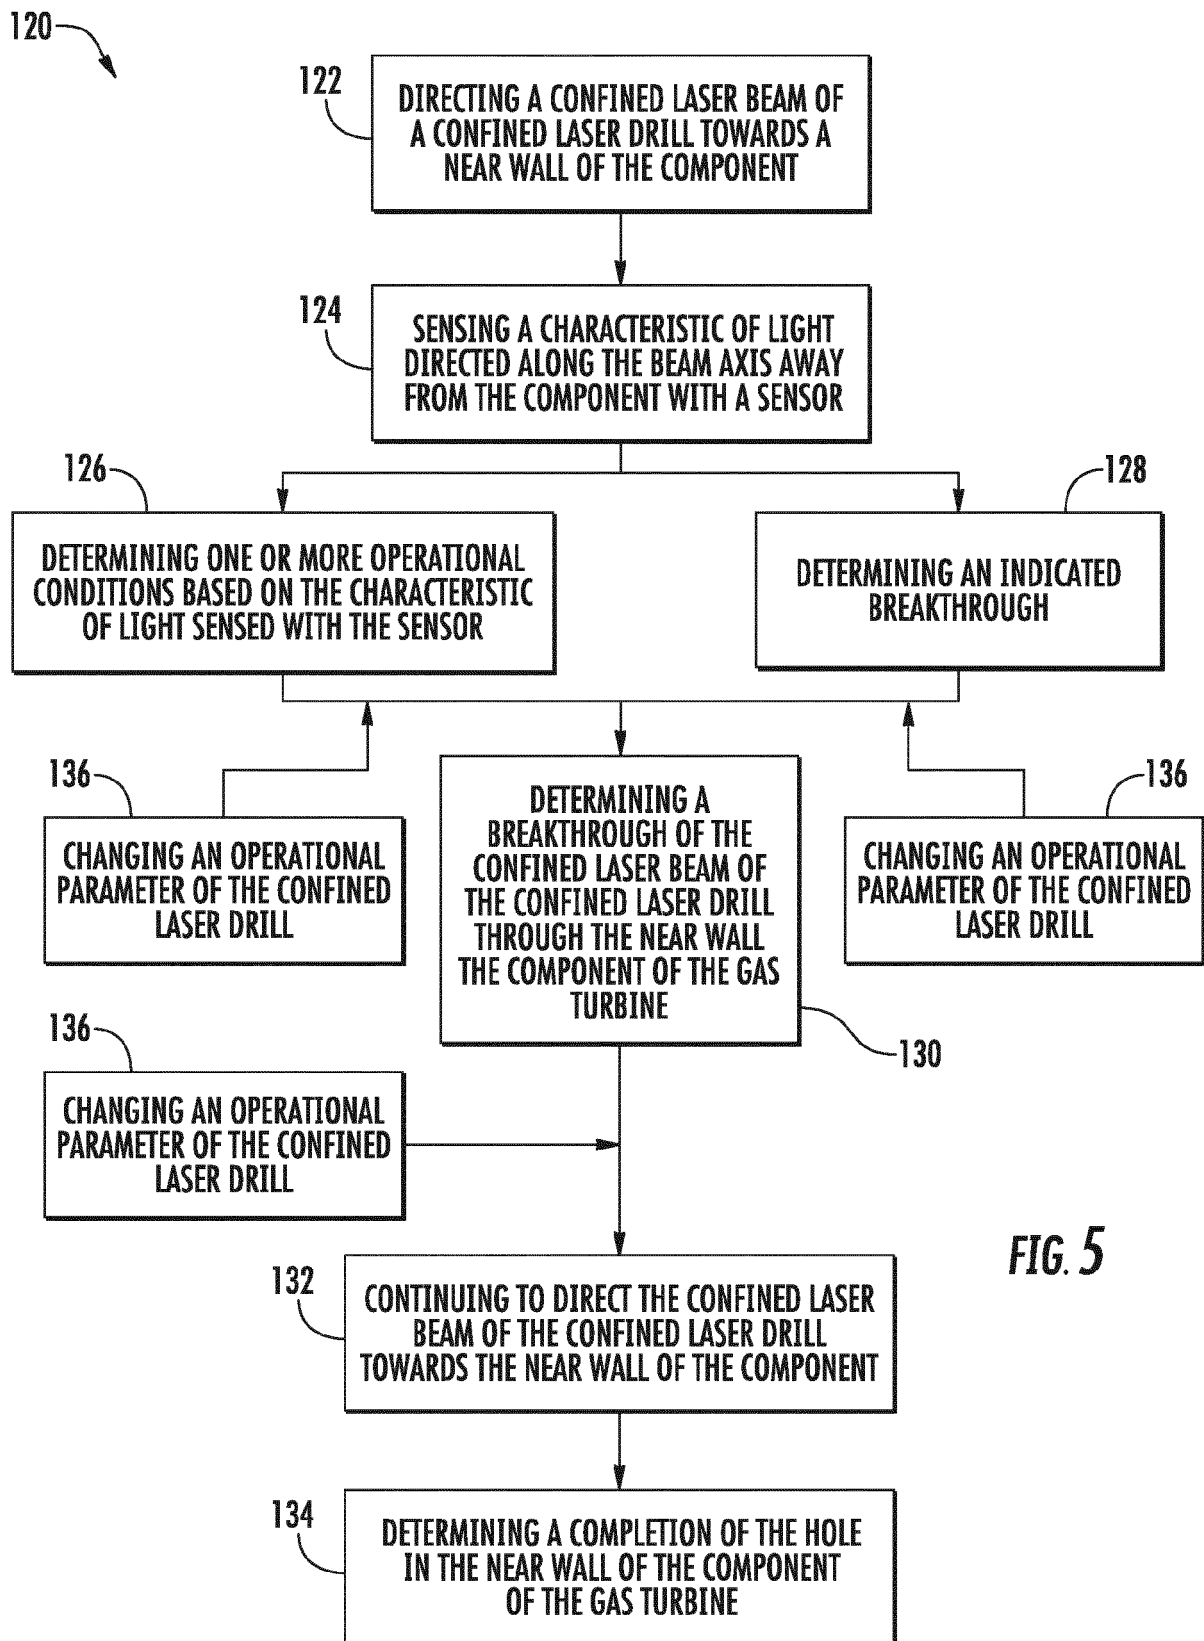 120
122
DIRECTING A CONFINED LASER BEAM OF
A CONFINED LASER DRILL TOWARDS A
NEAR WALL OF THE COMPONENT
124
SENSING A CHARACTERISTIC OF LIGHT
DIRECTED ALONG THE BEAM AXIS AWAY
FROM THE COMPONENT WITH A SENSOR
126
DETERMINING ONE OR MORE OPERATIONAL
CONDITIONS BASED ON THE CHARACTERISTIC
OF LIGHT SENSED WITH THE SENSOR
128
DETERMINING AN INDICATED
BREAKTHROUGH
136
CHANGING AN OPERATIONAL
PARAMETER OF THE CONFINED
LASER DRILL
DETERMINING A
BREAKTHROUGH OF THE
CONFINED LASER BEAM OF
THE CONFINED LASER DRILL
THROUGH THE NEAR WALL
THE COMPONENT OF THE GAS
TURBINE
130
136
CHANGING AN OPERATIONAL
PARAMETER OF THE CONFINED
LASER DRILL
136
CHANGING AN OPERATIONAL
PARAMETER OF THE CONFINED
LASER DRILL
132
CONTINUING TO DIRECT THE CONFINED LASER
BEAM OF THE CONFINED LASER DRILL
TOWARDS THE NEAR WALL OF THE COMPONENT
FIG. 5
134
DETERMINING A COMPLETION OF THE HOLE
IN THE NEAR WALL OF THE COMPONENT
OF THE GAS TURBINE